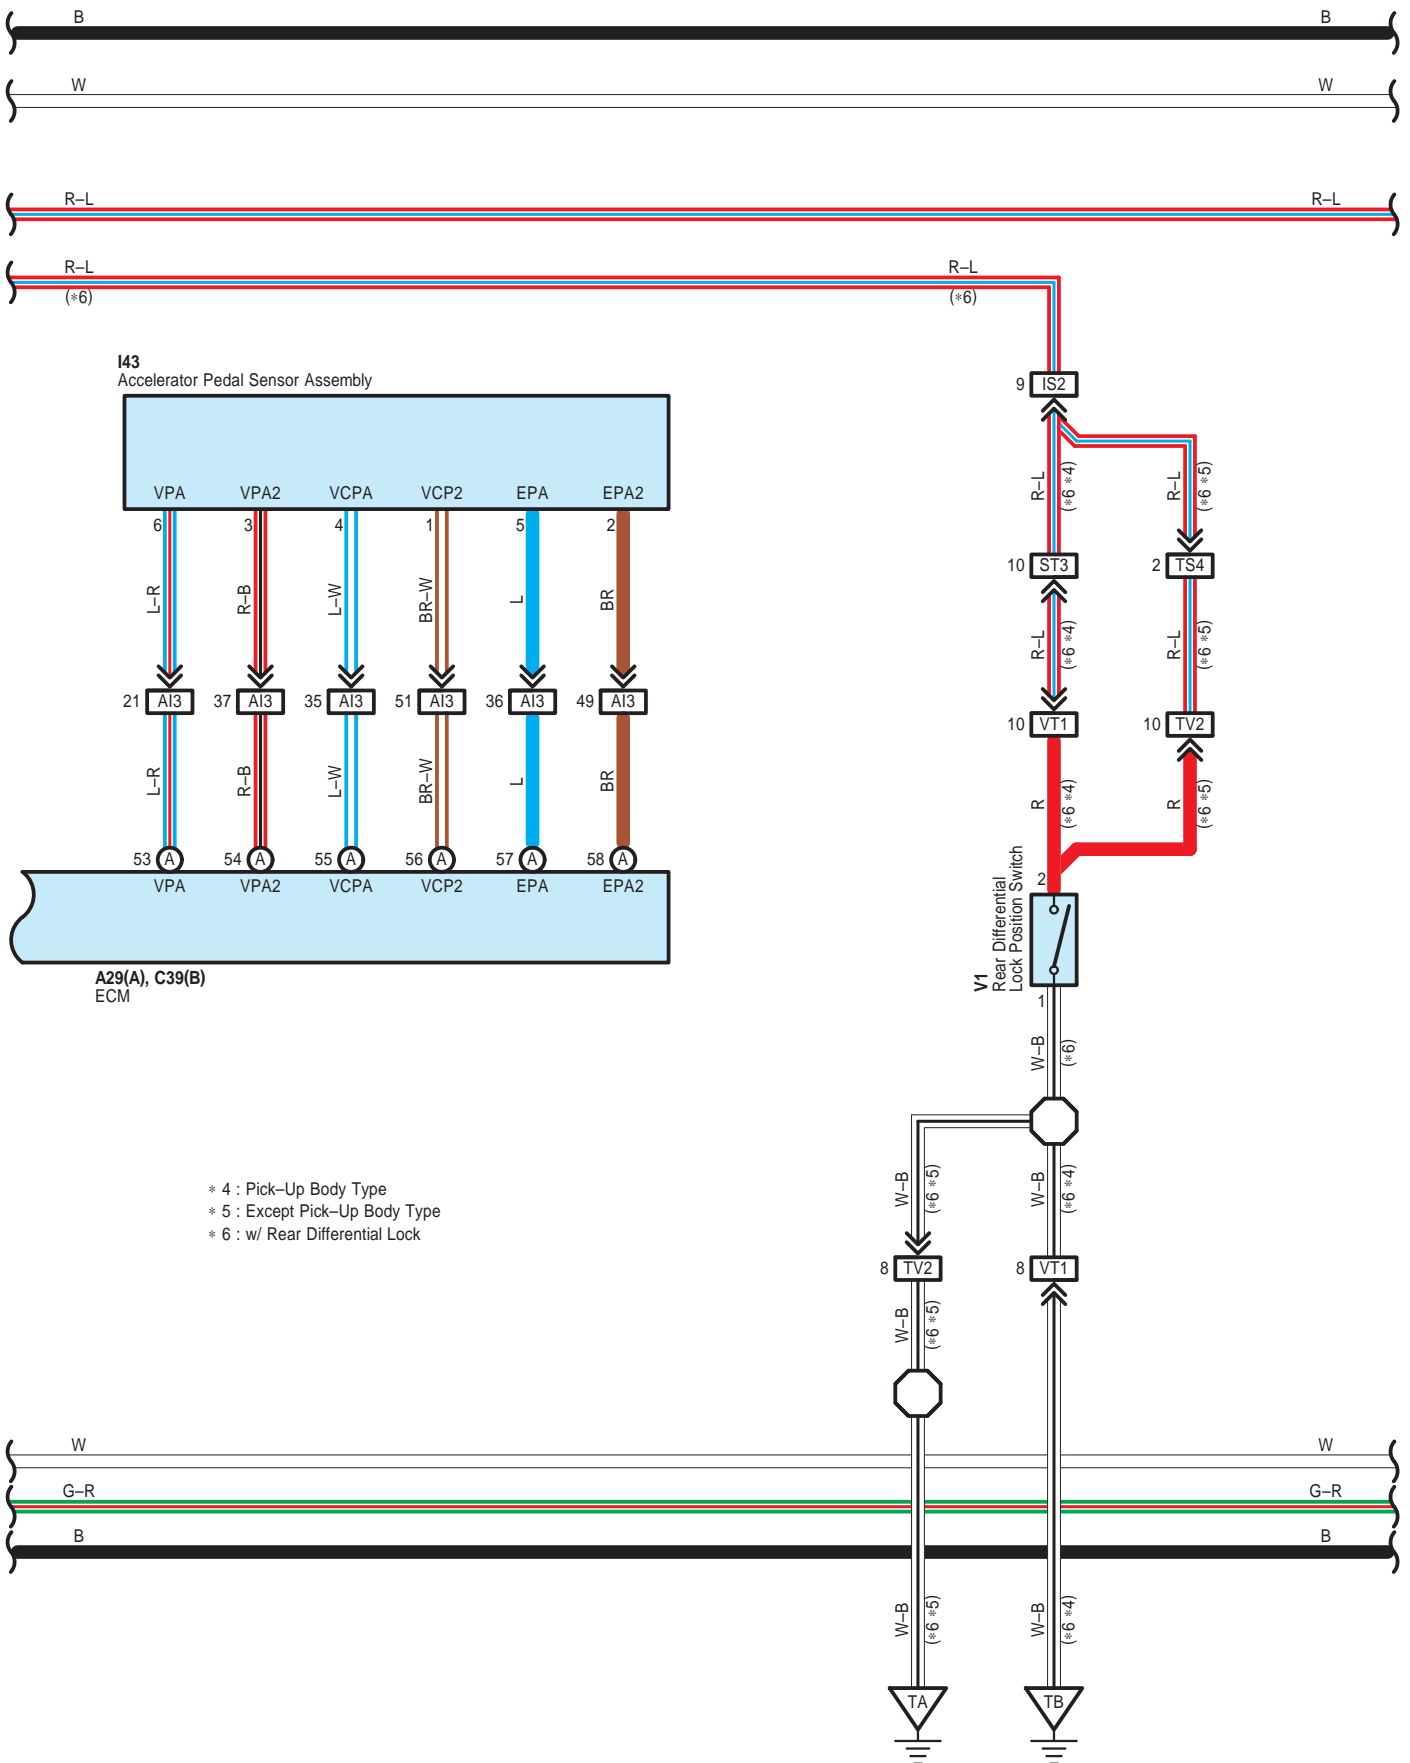 B B
W W
R–L R–L
R–L R–L
(∗6) (∗6)
I43
Accelerator Pedal Sensor Assembly
9 IS2
VPA VPA2 VCPA VCP2 EPA EPA2
6 3 4 1 5 2
R–L (∗6 ∗4) R–L (∗6 ∗5)
10 ST3 2 TS4
L–R R–B L–W BR–W L BR
R–L (∗6 ∗4) R–L (∗6 ∗5)
21 AI3 37 AI3 35 AI3 51 AI3 36 AI3 49 AI3
10 VT1 10 TV2
L–R R–B L–W BR–W L BR
R (∗6 ∗4) R (∗6 ∗5)
53 A 54 A 55 A 56 A 57 A 58 A
VPA VPA2 VCPA VCP2 EPA EPA2
2
V1
Rear Differential
Lock Position Switch
1
A29(A), C39(B)
ECM
W–B (∗6)
W–B (∗6 ∗5) W–B (∗6 ∗4)
∗ 4 : Pick–Up Body Type
∗ 5 : Except Pick–Up Body Type
∗ 6 : w/ Rear Differential Lock
8 TV2 8 VT1
W–B (∗6 ∗5)
W W
G–R G–R
B B
W–B (∗6 ∗5) W–B (∗6 ∗4)
TA TB